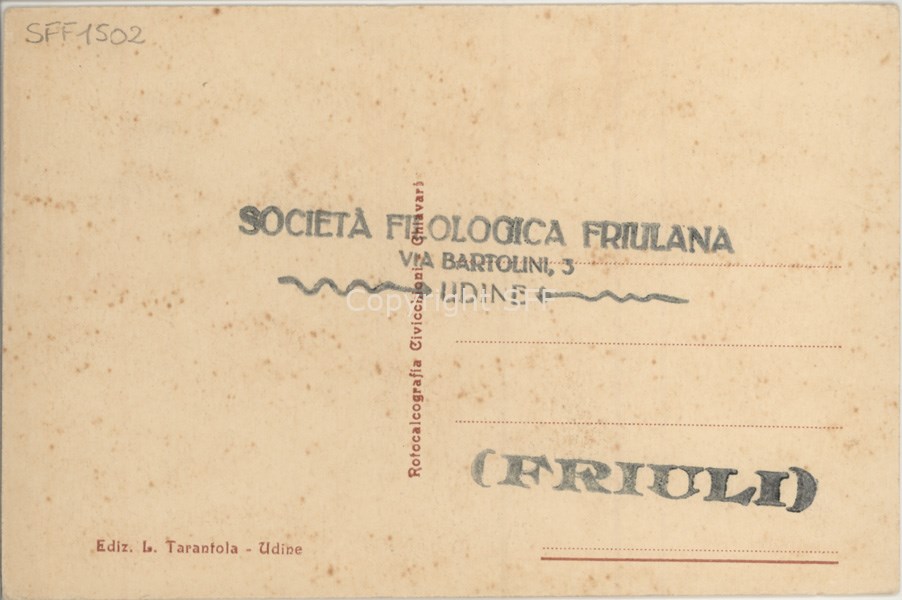 SFF1502
SOCIETÀ FILOLOGICA FRIULANA
VIA BARTOLINI, 3
UDINE
Copyright SFF
Rotocalcografia Civicchioni Chiavari
(FRIULI)
Ediz. L. Tarantola - Udine